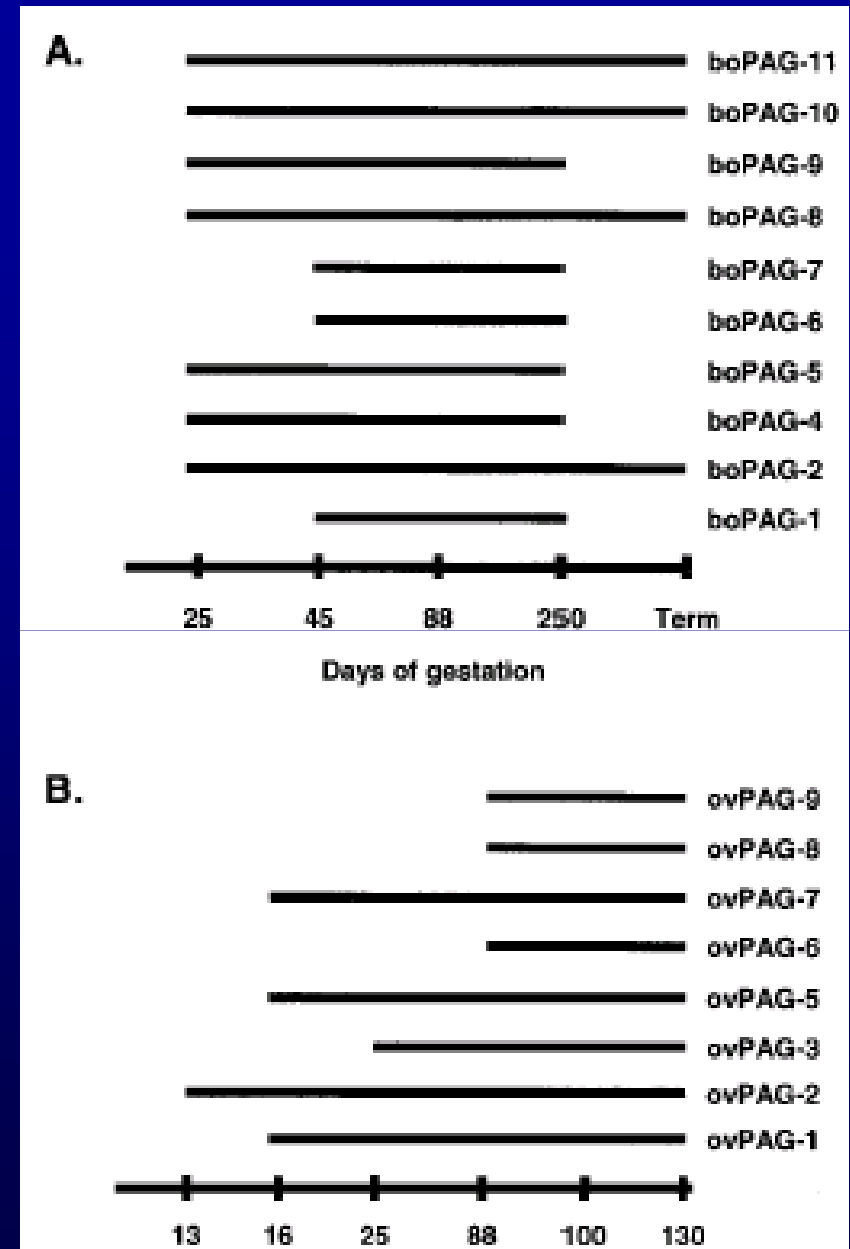 A.
boPAG-11
boPAG-10
boPAG-9
boPAG-8
boPAG-7
boPAG-6
boPAG-5
boPAG-4
boPAG-2
boPAG-1
25 45 88 250 Term
Days of gestation
B.
ovPAG-9
ovPAG-8
ovPAG-7
ovPAG-6
ovPAG-5
ovPAG-3
ovPAG-2
ovPAG-1
13 16 25 88 100 130